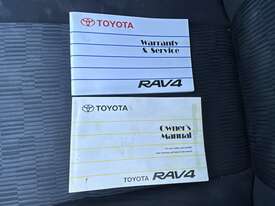 TOYOTA
Warranty
& Service
RAV4
TOYOTA
Owner's
Manual
TOYOTA RAV4